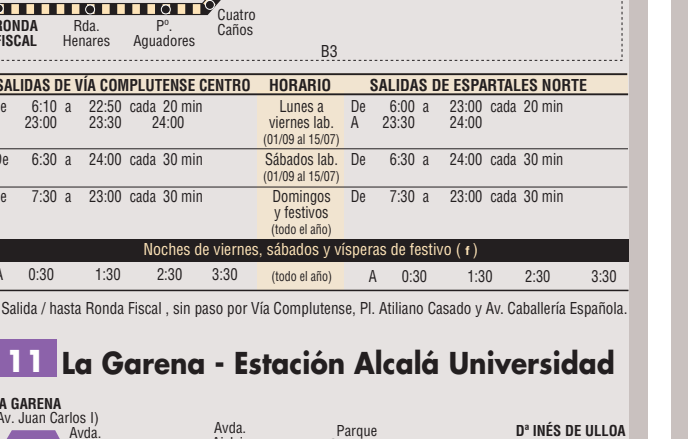 Cuatro
Caños
RONDA
FISCAL
Rda.
Henares
Pº.
Aguadores
B3
SALIDAS DE VÍA COMPLUTENSE CENTRO HORARIO SALIDAS DE ESPARTALES NORTE
6:10 a 22:50 cada 20 min Lunes a De 6:00 a 23:00 cada 20 min
23:00 23:30 24:00 viernes lab. A 23:30 24:00
(01/09 al 15/07)
De 6:30 a 24:00 cada 30 min Sábados lab. De 6:30 a 24:00 cada 30 min
(01/09 al 15/07)
7:30 a 23:00 cada 30 min Domingos De 7:30 a 23:00 cada 30 min
y festivos
(todo el año)
Noches de viernes, sábados y vísperas de festivo ( f )
A 0:30 1:30 2:30 3:30 (todo el año) A 0:30 1:30 2:30 3:30
Salida / hasta Ronda Fiscal , sin paso por Vía Complutense, Pl. Atiliano Casado y Av. Caballería Española.
11 La Garena - Estación Alcalá Universidad
LA GARENA
(Av. Juan Carlos I)
Avda.
Avda.
Parque
Dª INÉS DE ULLOA